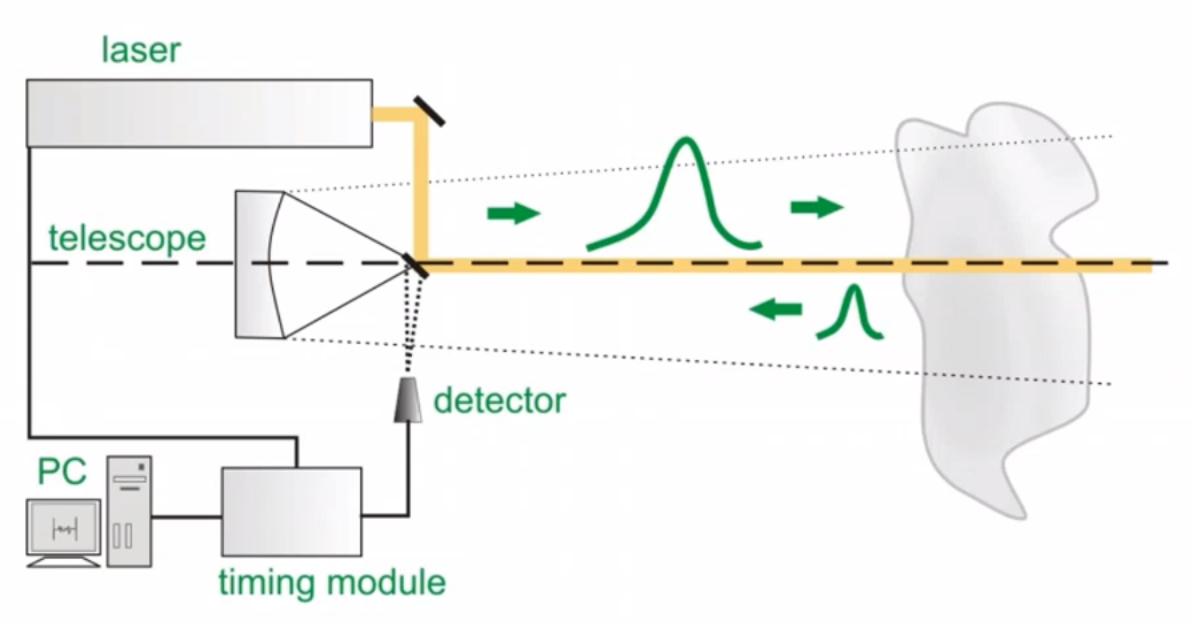 laser
telescope
detector
PC
timing module